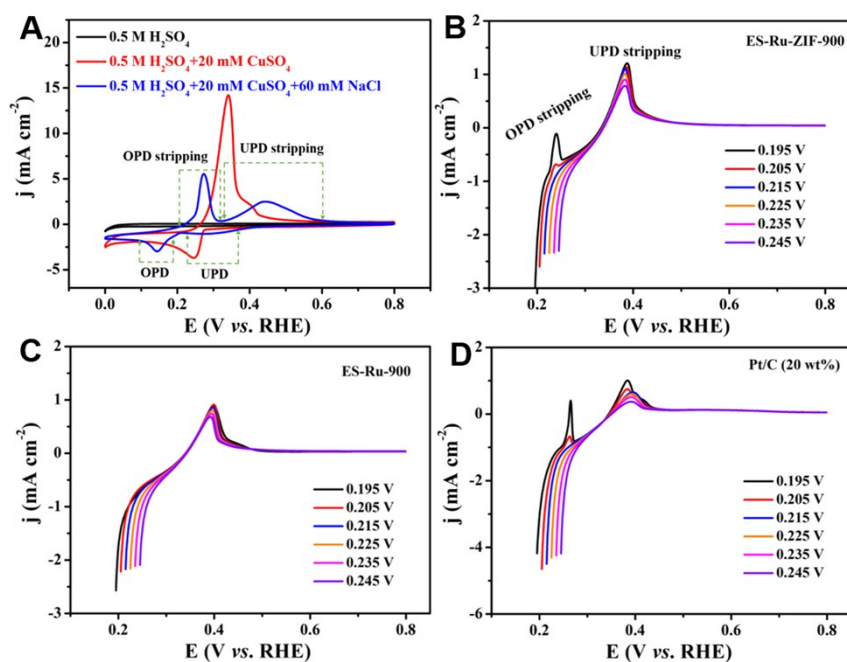 A
0.5 M H₂SO₄
0.5 M H₂SO₄+20 mM CuSO₄
0.5 M H₂SO₄+20 mM CuSO₄+60 mM NaCl
OPD stripping
UPD stripping
OPD
UPD
j (mA cm⁻²)
20
15
10
5
0
-5
0.0 0.2 0.4 0.6 0.8
E (V vs. RHE)
B
ES-Ru-ZIF-900
UPD stripping
OPD stripping
0.195 V
0.205 V
0.215 V
0.225 V
0.235 V
0.245 V
j (mA cm⁻²)
2
1
0
-1
-2
-3
0.2 0.4 0.6 0.8
E (V vs. RHE)
C
ES-Ru-900
0.195 V
0.205 V
0.215 V
0.225 V
0.235 V
0.245 V
j (mA cm⁻²)
2
1
0
-1
-2
-3
0.2 0.4 0.6 0.8
E (V vs. RHE)
D
Pt/C (20 wt%)
0.195 V
0.205 V
0.215 V
0.225 V
0.235 V
0.245 V
j (mA cm⁻²)
2
0
-2
-4
-6
0.2 0.4 0.6 0.8
E (V vs. RHE)